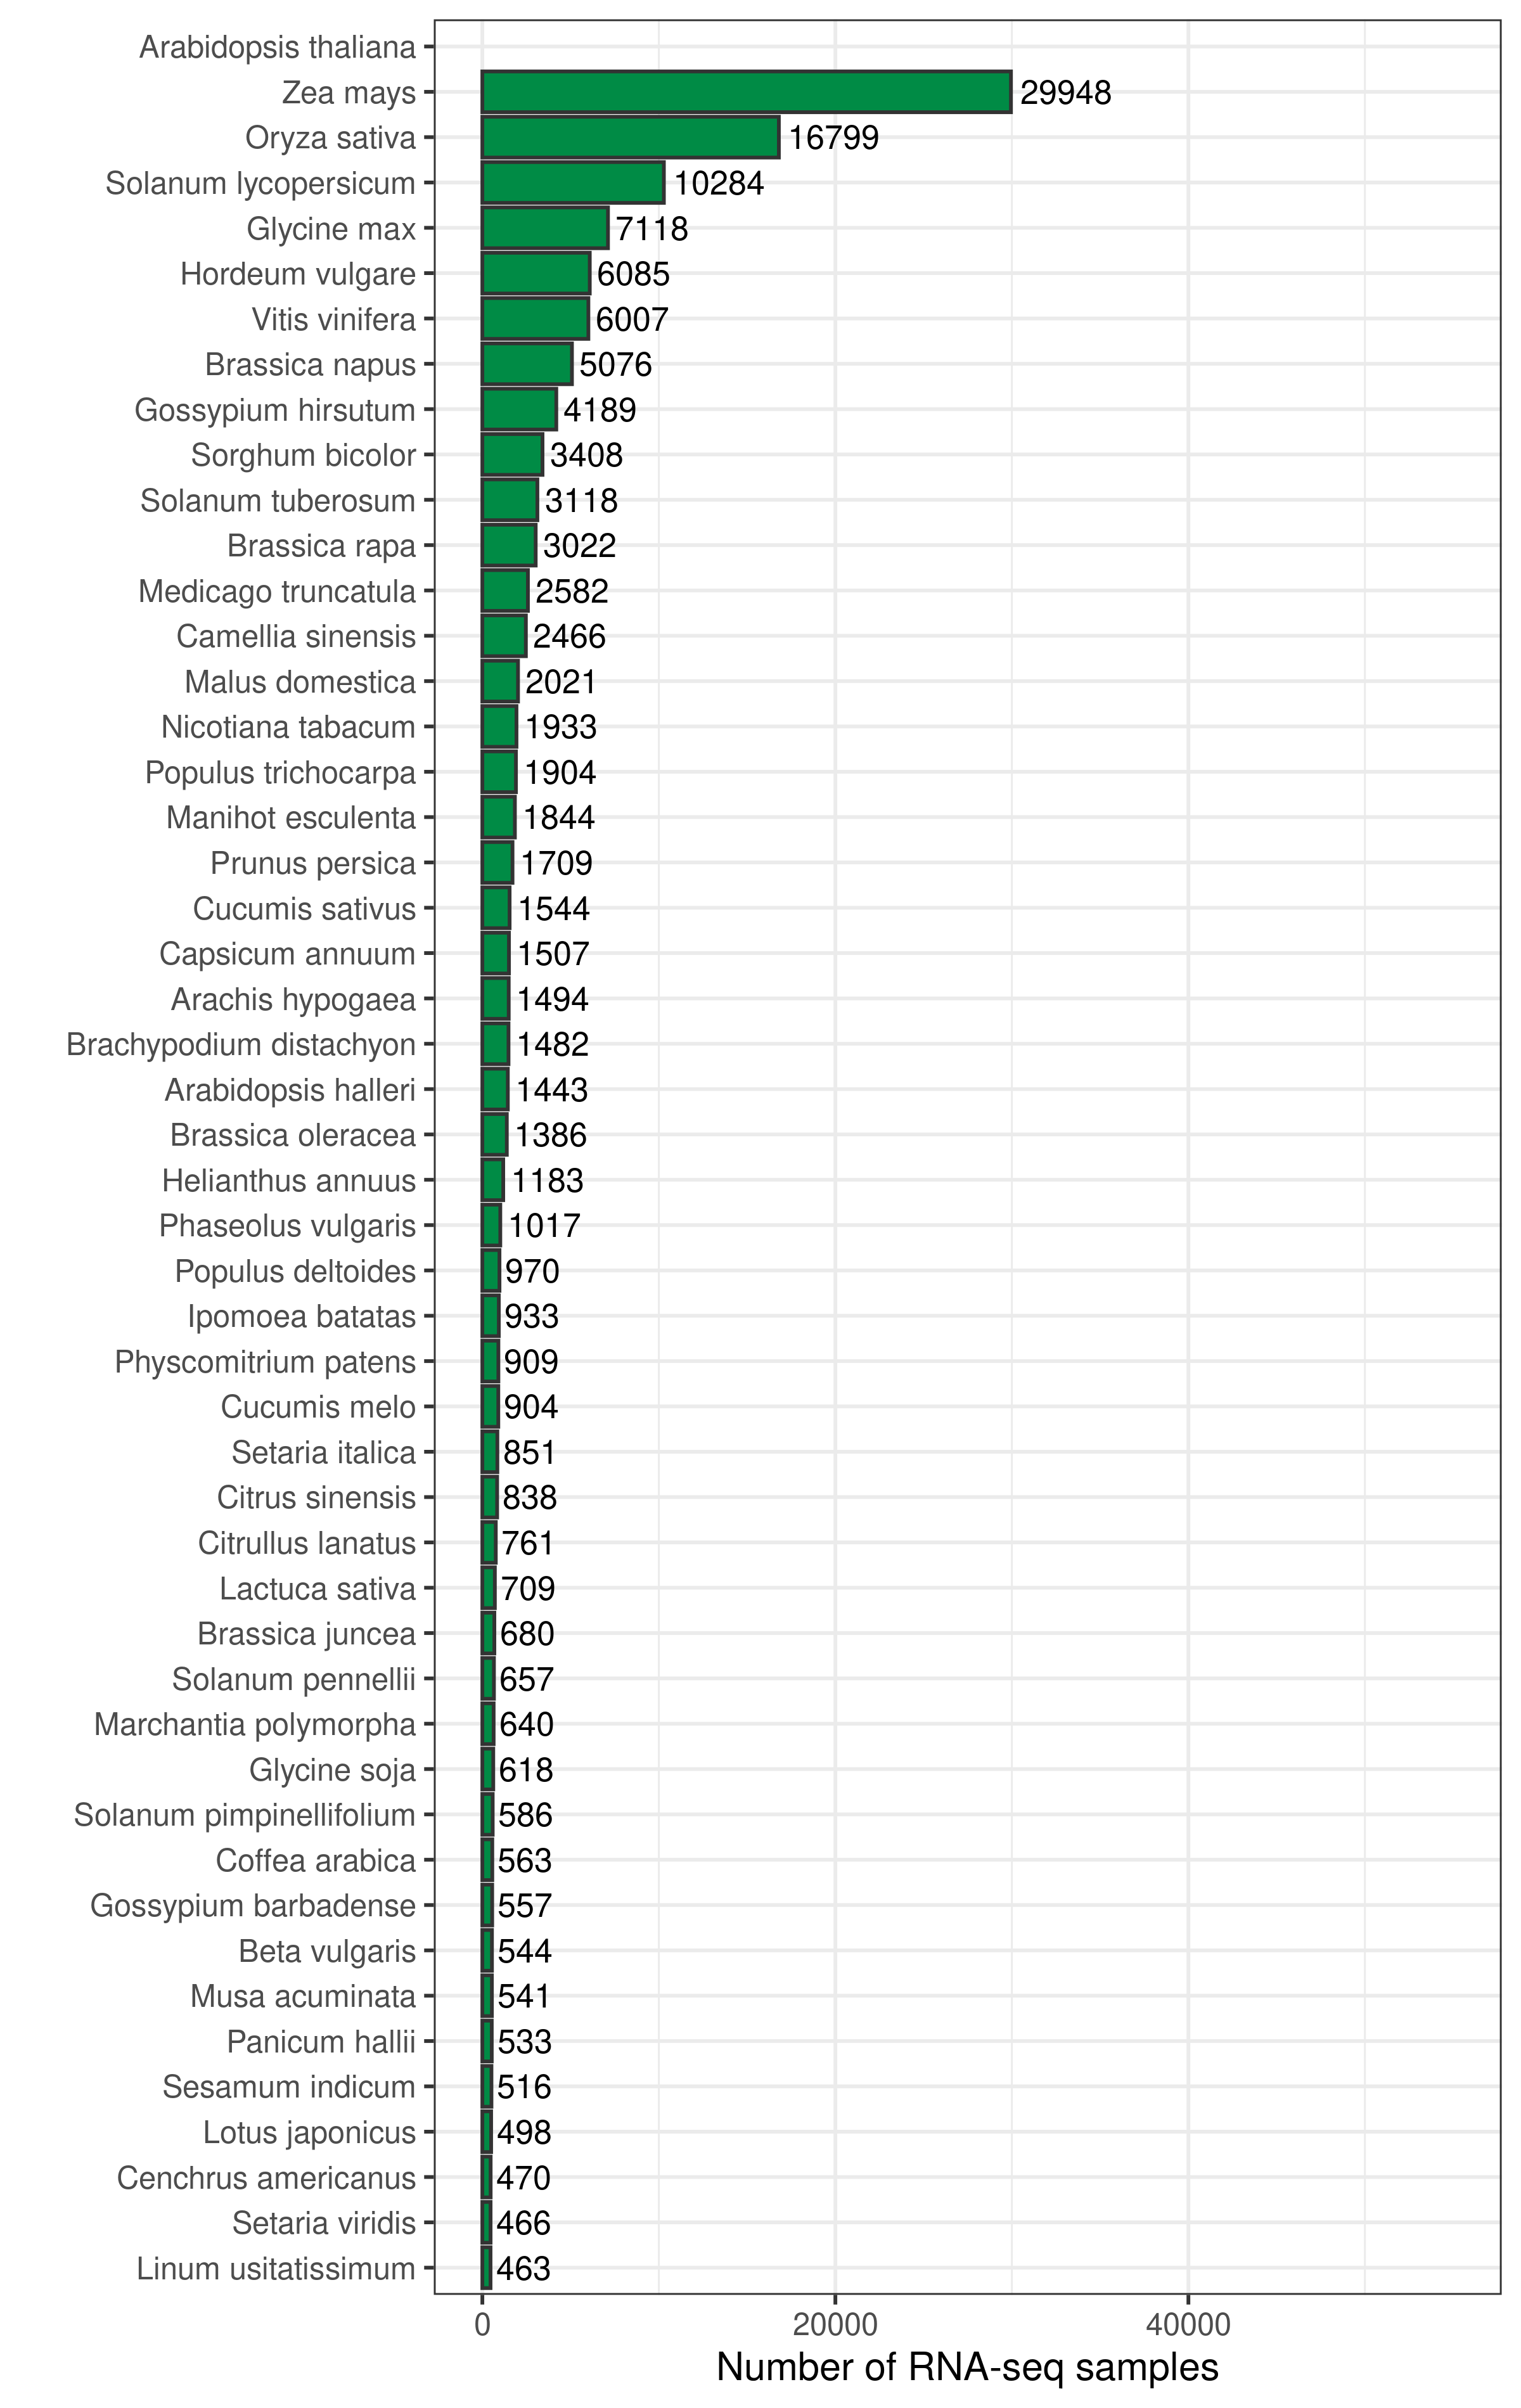 Arabidopsis thaliana
Zea mays 29948
Oryza sativa 16799
Solanum lycopersicum 10284
Glycine max 7118
Hordeum vulgare 6085
Vitis vinifera 6007
Brassica napus 5076
Gossypium hirsutum 4189
Sorghum bicolor 3408
Solanum tuberosum 3118
Brassica rapa 3022
Medicago truncatula 2582
Camellia sinensis 2466
Malus domestica 2021
Nicotiana tabacum 1933
Populus trichocarpa 1904
Manihot esculenta 1844
Prunus persica 1709
Cucumis sativus 1544
Capsicum annuum 1507
Arachis hypogaea 1494
Brachypodium distachyon 1482
Arabidopsis halleri 1443
Brassica oleracea 1386
Helianthus annuus 1183
Phaseolus vulgaris 1017
Populus deltoides 970
Ipomoea batatas 933
Physcomitrium patens 909
Cucumis melo 904
Setaria italica 851
Citrus sinensis 838
Citrullus lanatus 761
Lactuca sativa 709
Brassica juncea 680
Solanum pennellii 657
Marchantia polymorpha 640
Glycine soja 618
Solanum pimpinellifolium 586
Coffea arabica 563
Gossypium barbadense 557
Beta vulgaris 544
Musa acuminata 541
Panicum hallii 533
Sesamum indicum 516
Lotus japonicus 498
Cenchrus americanus 470
Setaria viridis 466
Linum usitatissimum 463
0 20000 40000
Number of RNA-seq samples